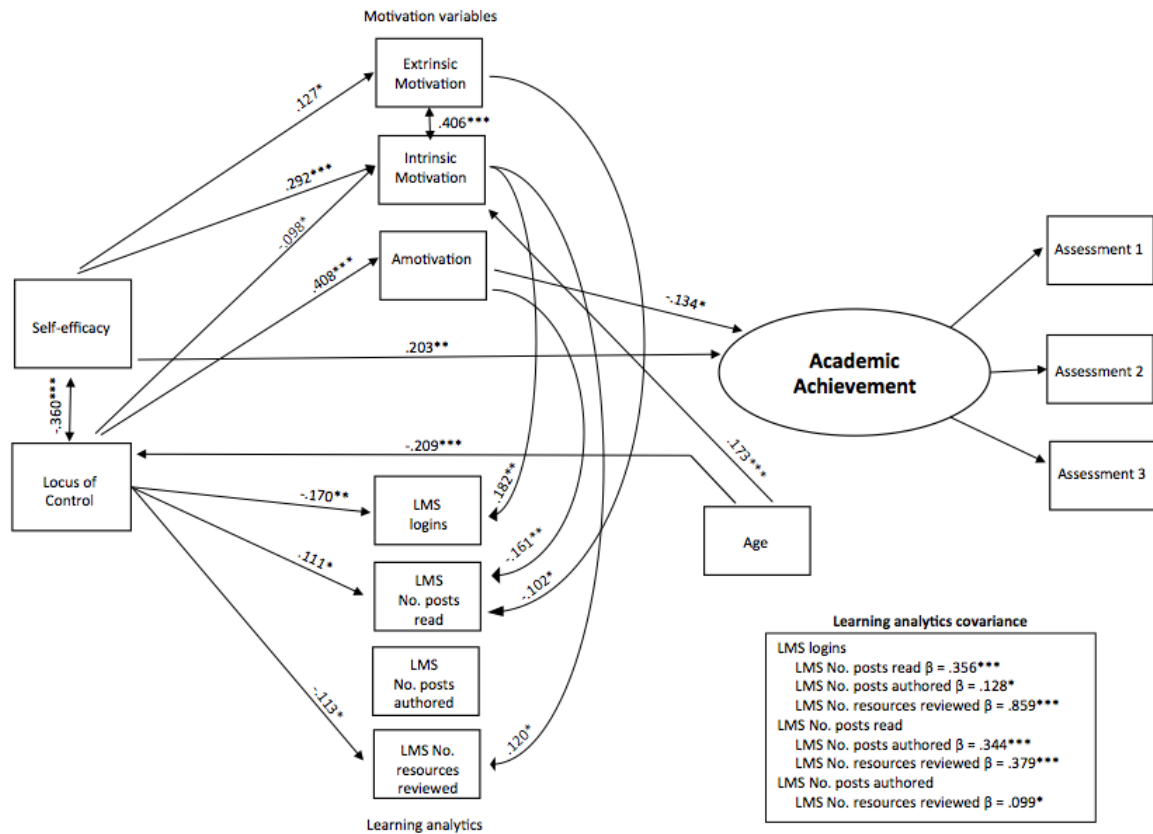 Motivation variables
Extrinsic
Motivation
.127*
.406***
Intrinsic
Motivation
.292***
-.098*
Amotivation
.408***
Self-efficacy
-.134*
.203**
Academic
Achievement
Assessment 1
Assessment 2
Assessment 3
-.360***
-.209***
.173***
Locus of
Control
-.170**
LMS
logins
.182**
Age
.111*
-.161**
LMS
No. posts
read
-.102*
LMS
No. posts
authored
-.113*
.120*
LMS No.
resources
reviewed
Learning analytics
Learning analytics covariance
LMS logins
LMS No. posts read β = .356***
LMS No. posts authored β = .128*
LMS No. resources reviewed β = .859***
LMS No. posts read
LMS No. posts authored β = .344***
LMS No. resources reviewed β = .379***
LMS No. posts authored
LMS No. resources reviewed β = .099*